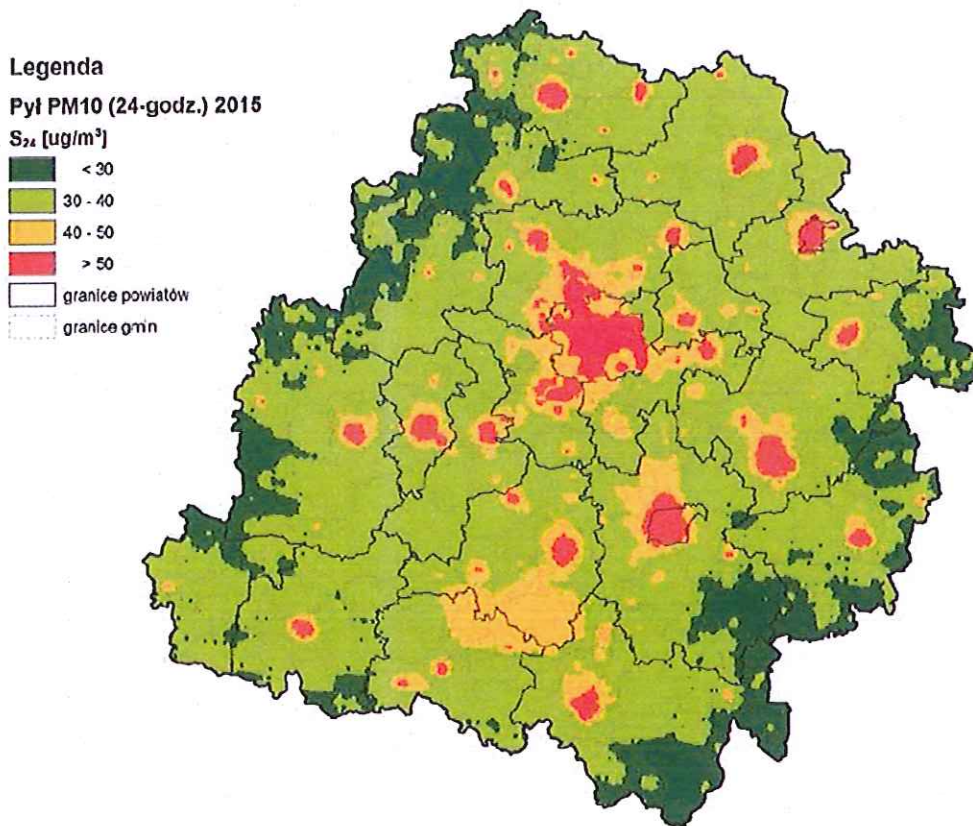 Legenda
Pył PM10 (24-godz.) 2015
S₂₄ [ug/m³]
< 30
30 - 40
40 - 50
> 50
granice powiatów
granice gmin